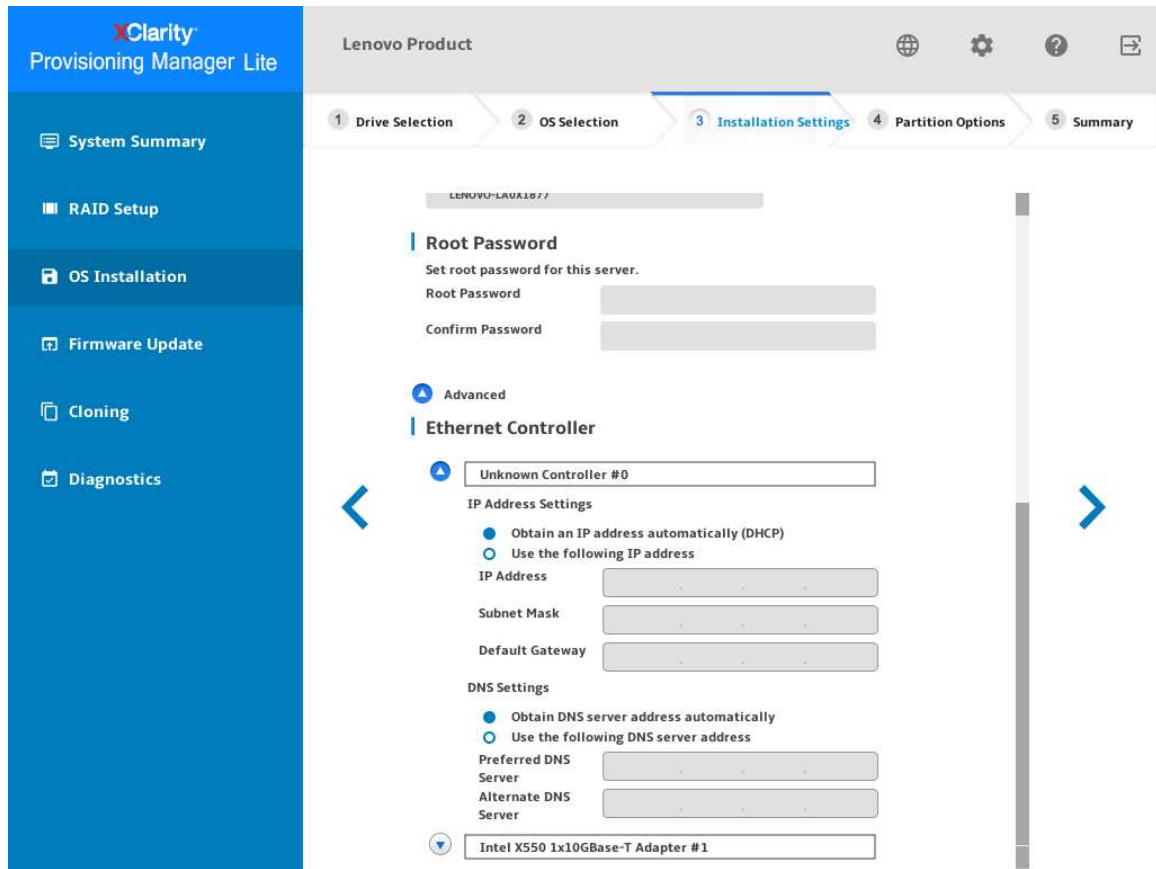 XClarity
Provisioning Manager Lite
Lenovo Product
System Summary
RAID Setup
OS Installation
Firmware Update
Cloning
Diagnostics
1 Drive Selection
2 OS Selection
3 Installation Settings
4 Partition Options
5 Summary
LENOVO-LA0X1877
Root Password
Set root password for this server.
Root Password
Confirm Password
Advanced
Ethernet Controller
Unknown Controller #0
IP Address Settings
Obtain an IP address automatically (DHCP)
Use the following IP address
IP Address
Subnet Mask
Default Gateway
DNS Settings
Obtain DNS server address automatically
Use the following DNS server address
Preferred DNS
Server
Alternate DNS
Server
Intel X550 1x10GBase-T Adapter #1